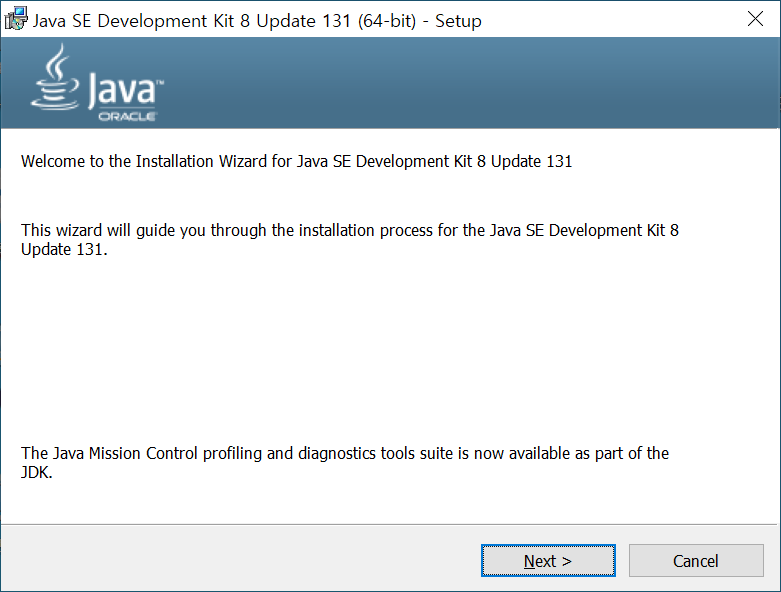 Java SE Development Kit 8 Update 131 (64-bit) - Setup
Java™
ORACLE
Welcome to the Installation Wizard for Java SE Development Kit 8 Update 131
This wizard will guide you through the installation process for the Java SE Development Kit 8
Update 131.
The Java Mission Control profiling and diagnostics tools suite is now available as part of the
JDK.
Next >
Cancel